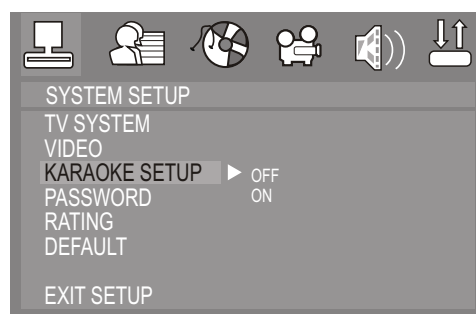 SYSTEM SETUP
TV SYSTEM
VIDEO
KARAOKE SETUP OFF
PASSWORD ON
RATING
DEFAULT
EXIT SETUP